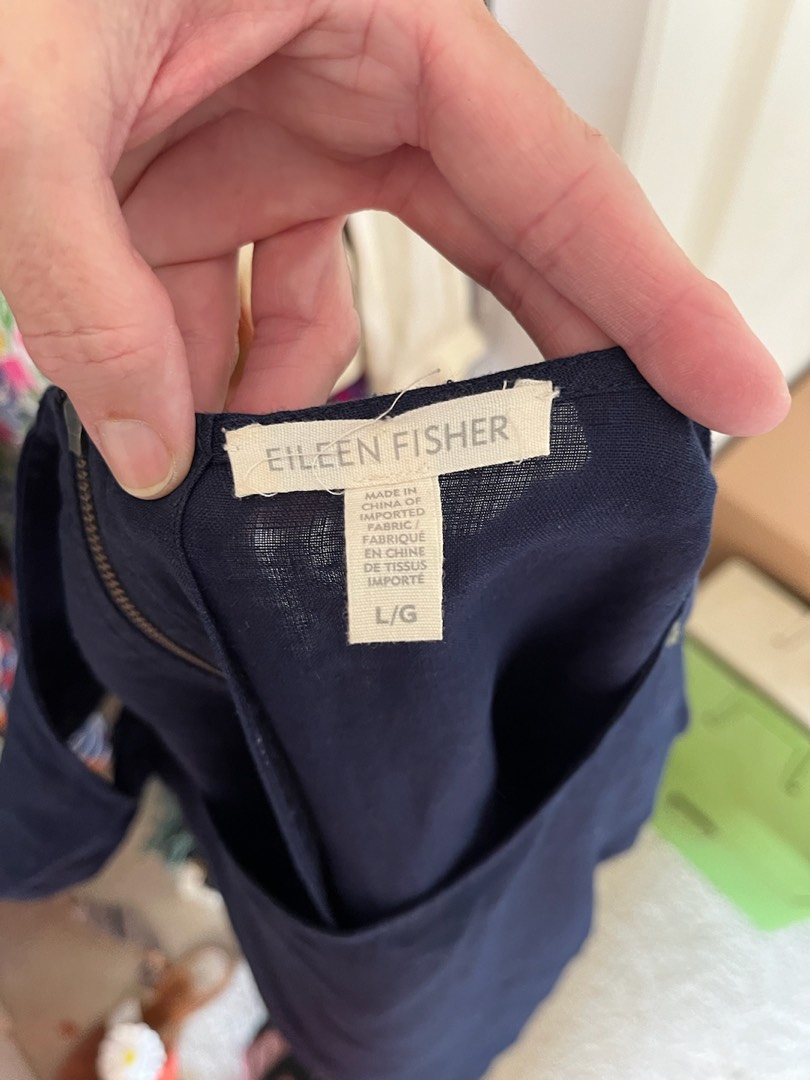 EILEEN FISHER
MADE IN
CHINA OF
IMPORTED
FABRIC /
FABRIQUÉ
EN CHINE
DE TISSUS
IMPORTÉ
L/G